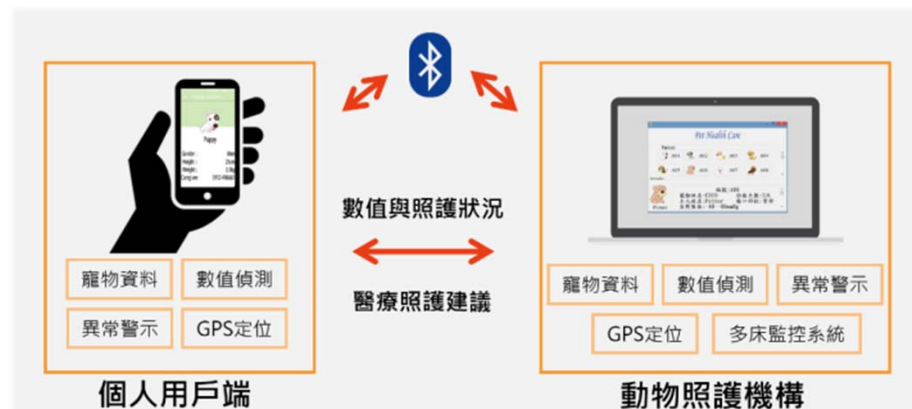 Puppy
Pet Health Care
數值與照護狀況
醫療照護建議
寵物資料
數值偵測
異常警示
GPS定位
個人用戶端
寵物資料
數值偵測
異常警示
GPS定位
多床監控系統
動物照護機構